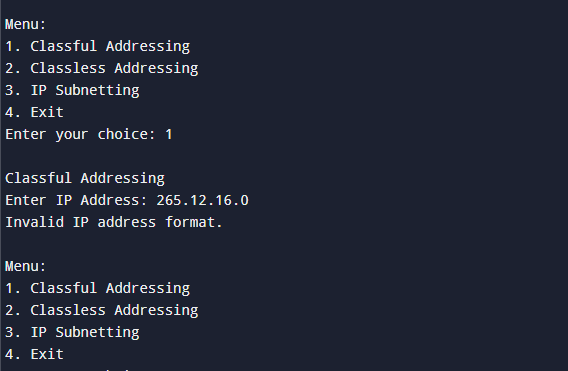 Menu:
1. Classful Addressing
2. Classless Addressing
3. IP Subnetting
4. Exit
Enter your choice: 1
Classful Addressing
Enter IP Address: 265.12.16.0
Invalid IP address format.
Menu:
1. Classful Addressing
2. Classless Addressing
3. IP Subnetting
4. Exit